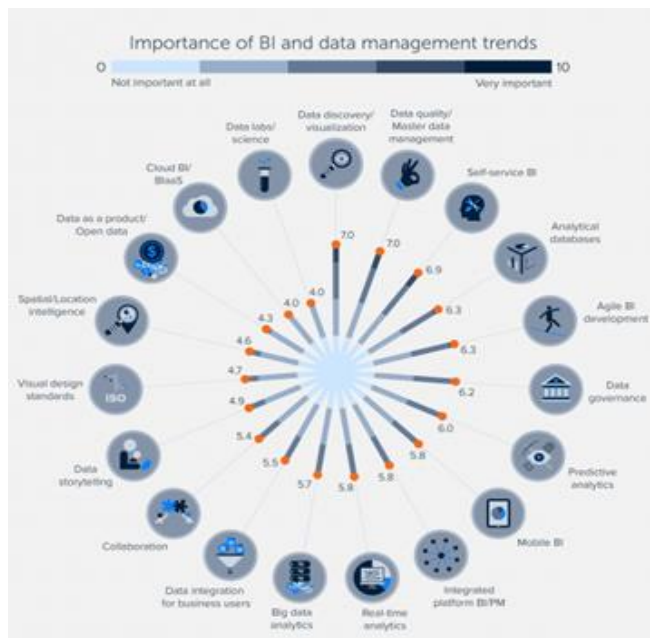 Importance of BI and data management trends
0
10
Not important at all
Very important
Data discovery/
visualization
7.0
Data quality/
Master data
management
7.0
Self-service BI
6.9
Analytical
databases
6.3
Agile BI
development
6.3
Data
governance
6.2
Predictive
analytics
6.0
Mobile BI
5.8
Integrated
platform BI/PM
5.8
Real-time
analytics
5.8
Big data
analytics
5.7
Data integration
for business users
5.5
Collaboration
5.4
Data
storytelling
4.9
Visual design
standards
ISO
4.7
Spatial/Location
intelligence
4.6
Data as a product/
Open data
4.3
Cloud BI/
BIaaS
4.0
Data labs/
science
4.0